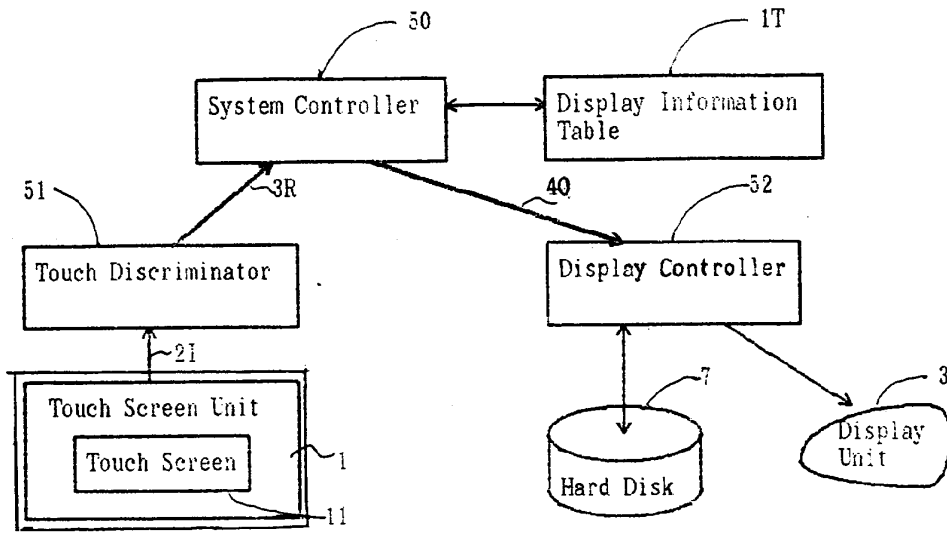 50
1T
System Controller
Display Information
Table
3R
40
51
52
Touch Discriminator
Display Controller
2I
7
3
Touch Screen Unit
Touch Screen
1
11
Hard Disk
Display
Unit